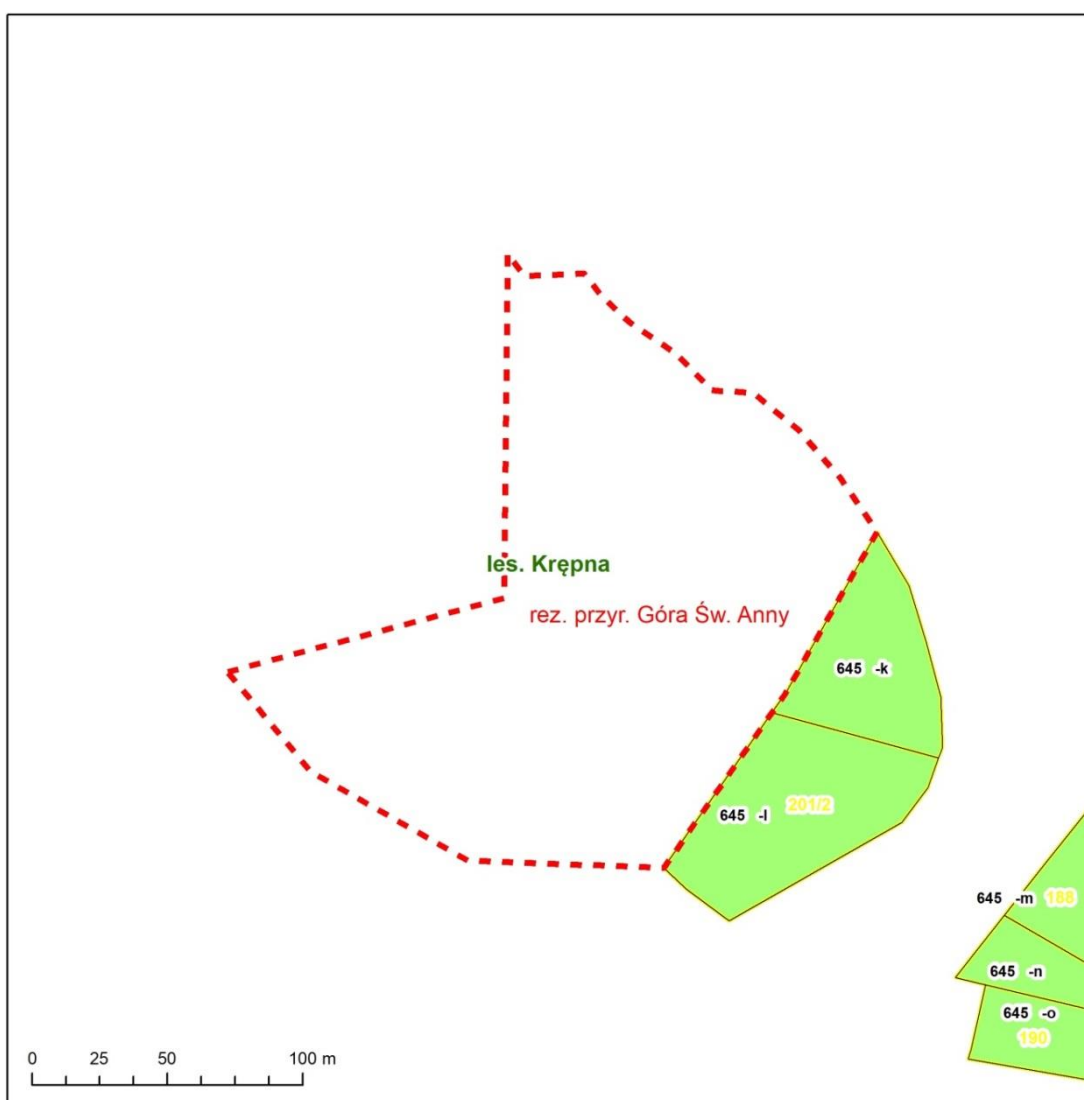 les. Krępna
rez. przyr. Góra Św. Anny
645 -k
201/2
645 -l
645 -m 188
645 -n
645 -o
190
0 25 50 100 m